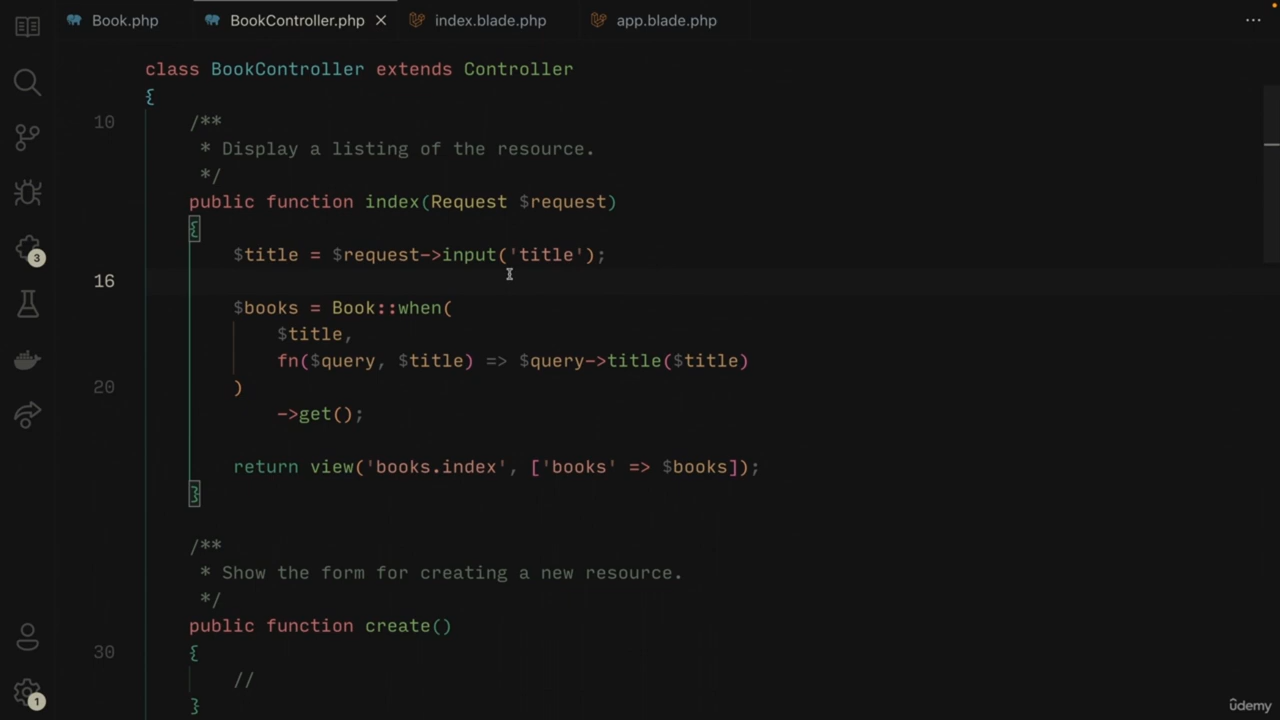 Book.php BookController.php index.blade.php app.blade.php
class BookController extends Controller
{
10 /**
* Display a listing of the resource.
*/
public function index(Request $request)
{
$title = $request->input('title');
16
$books = Book::when(
$title,
fn($query, $title) => $query->title($title)
20 )
->get();
return view('books.index', ['books' => $books]);
}
/**
* Show the form for creating a new resource.
*/
public function create()
30 {
//
}
3
1
ûdemy